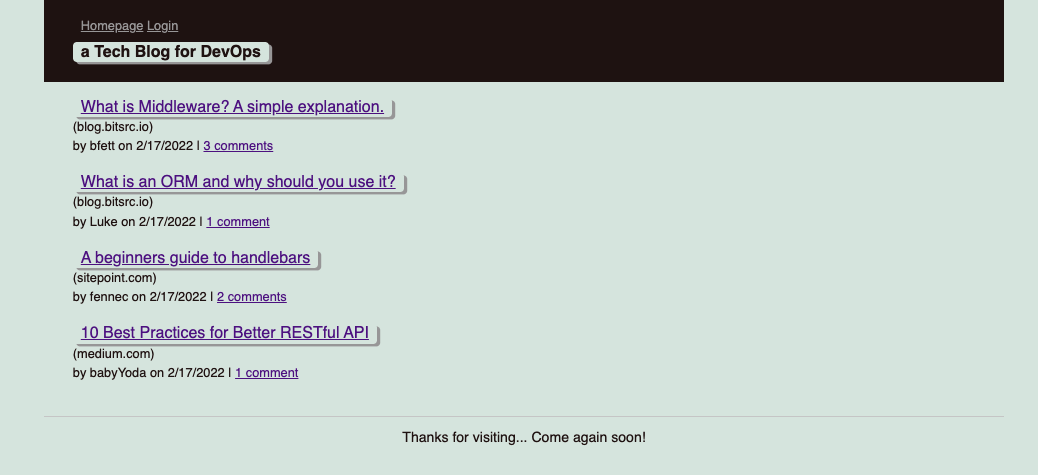 Homepage Login
a Tech Blog for DevOps
What is Middleware? A simple explanation.
(blog.bitsrc.io)
by bfett on 2/17/2022 | 3 comments
What is an ORM and why should you use it?
(blog.bitsrc.io)
by Luke on 2/17/2022 | 1 comment
A beginners guide to handlebars
(sitepoint.com)
by fennec on 2/17/2022 | 2 comments
10 Best Practices for Better RESTful API
(medium.com)
by babyYoda on 2/17/2022 | 1 comment
Thanks for visiting... Come again soon!